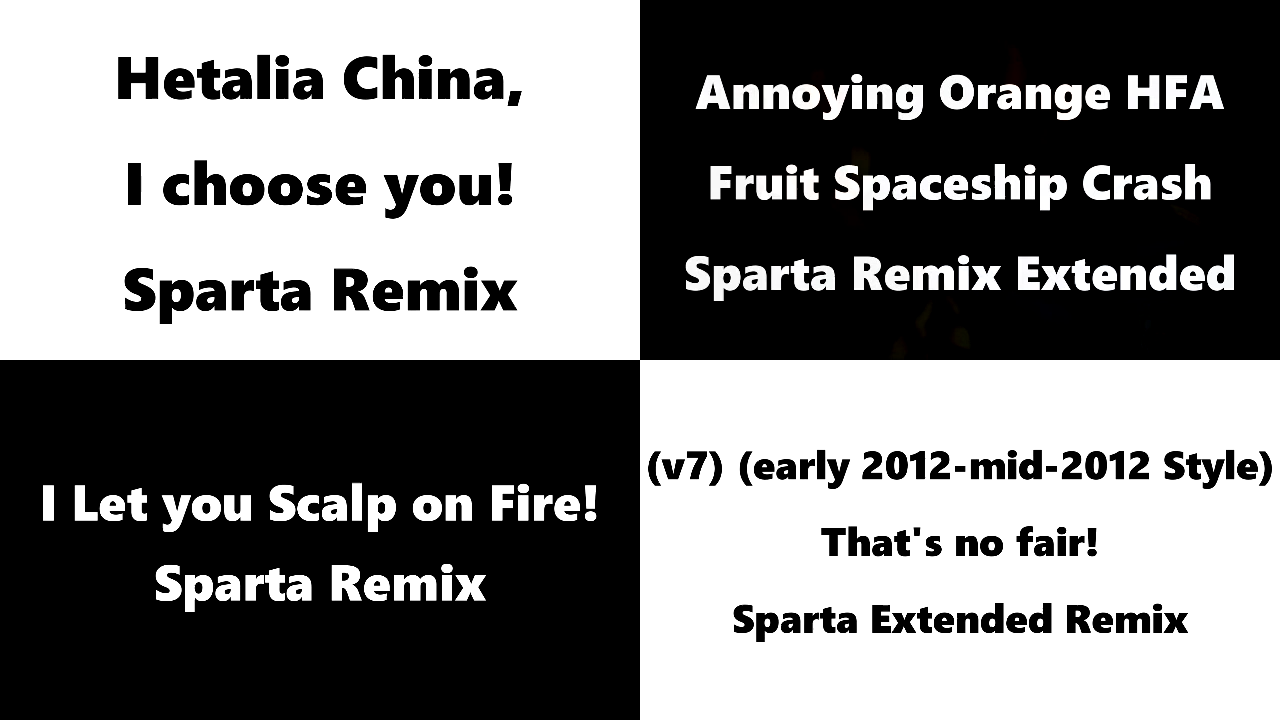 Hetalia China,
I choose you!
Sparta Remix
Annoying Orange HFA
Fruit Spaceship Crash
Sparta Remix Extended
I Let you Scalp on Fire!
Sparta Remix
(v7) (early 2012-mid-2012 Style)
That's no fair!
Sparta Extended Remix